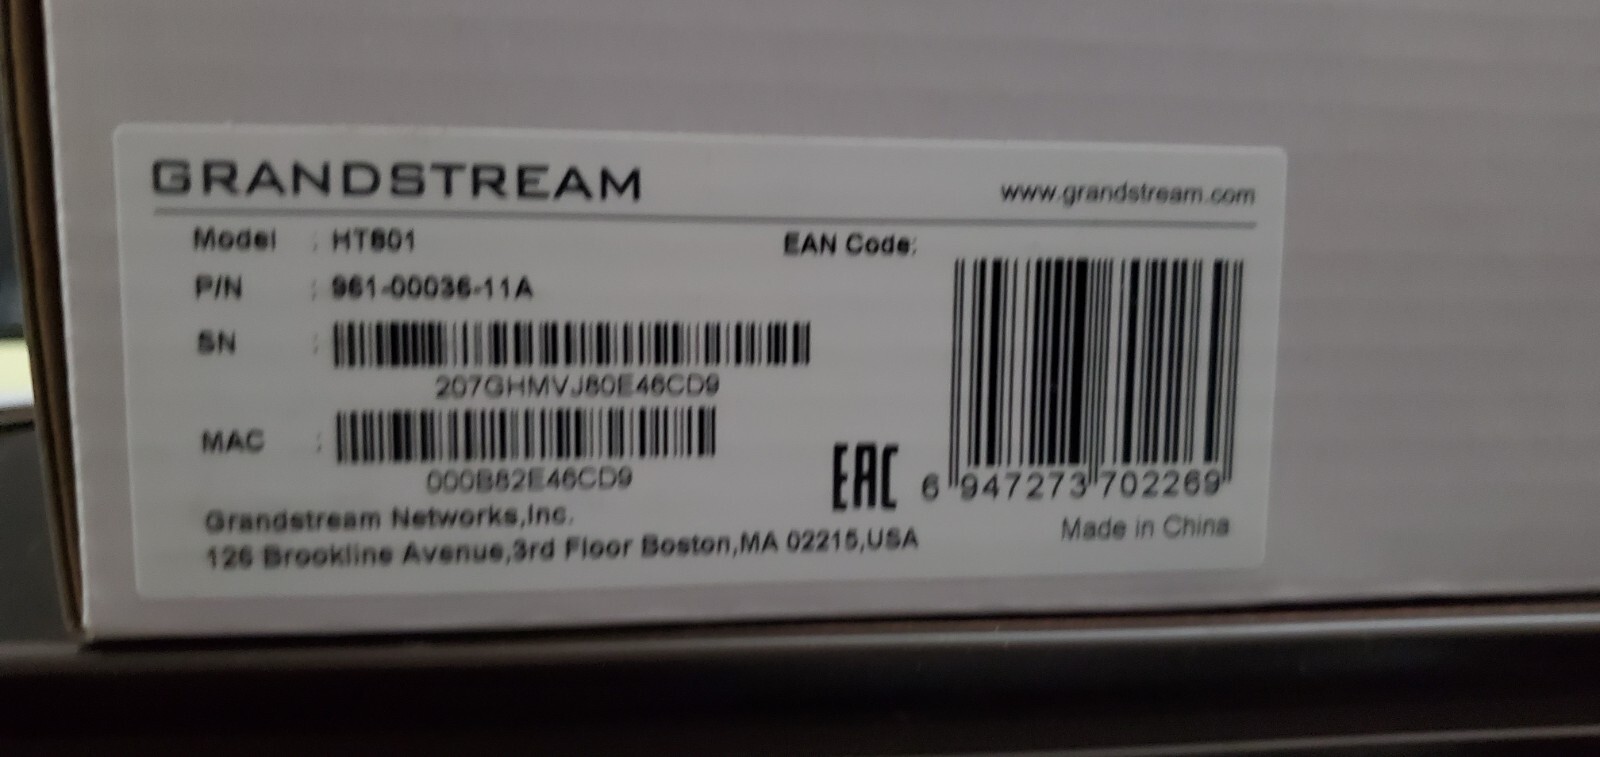 GRANDSTREAM
www.grandstream.com
Model : HT801
EAN Code:
P/N : 961-00036-11A
SN :
207GHMVJ80E46CD9
MAC :
000B82E46CD9
EAC
6 947273 702269
Grandstream Networks,Inc.
126 Brookline Avenue,3rd Floor Boston,MA 02215,USA
Made in China